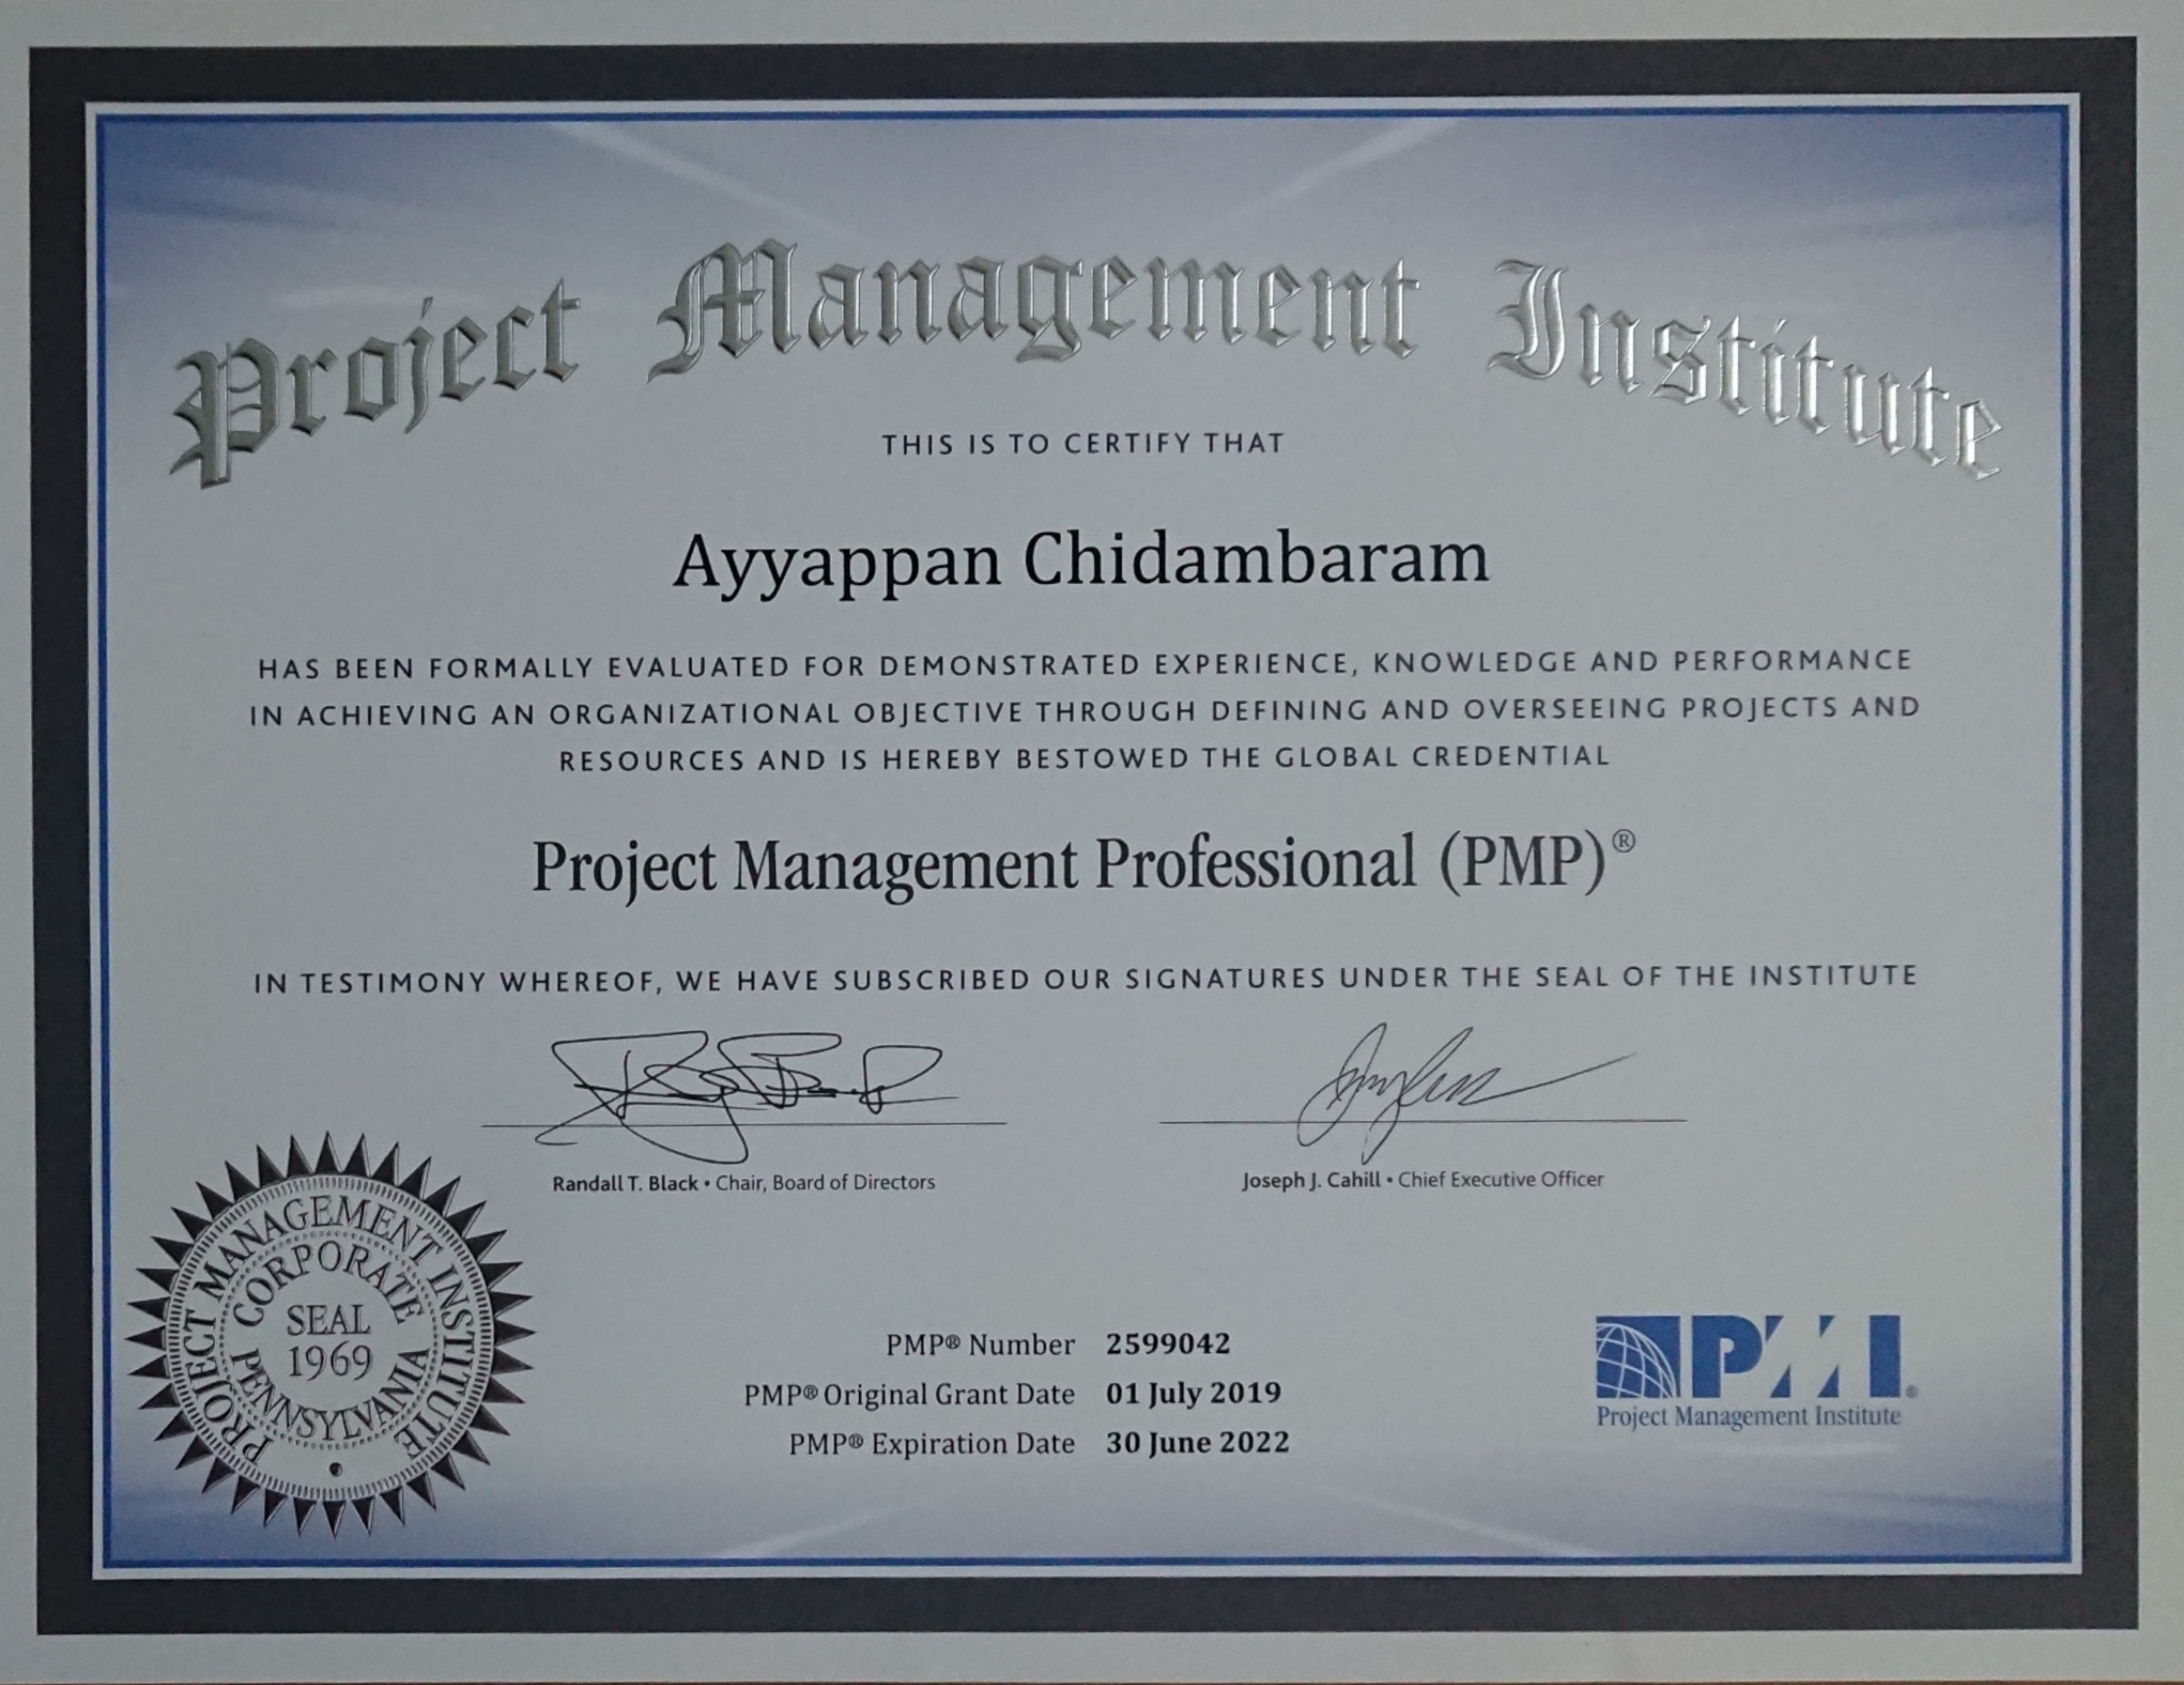 Project Management Institute
THIS IS TO CERTIFY THAT
Ayyappan Chidambaram
HAS BEEN FORMALLY EVALUATED FOR DEMONSTRATED EXPERIENCE, KNOWLEDGE AND PERFORMANCE
IN ACHIEVING AN ORGANIZATIONAL OBJECTIVE THROUGH DEFINING AND OVERSEEING PROJECTS AND
RESOURCES AND IS HEREBY BESTOWED THE GLOBAL CREDENTIAL
Project Management Professional (PMP)®
IN TESTIMONY WHEREOF, WE HAVE SUBSCRIBED OUR SIGNATURES UNDER THE SEAL OF THE INSTITUTE
Randall T. Black • Chair, Board of Directors
Joseph J. Cahill • Chief Executive Officer
PROJECT MANAGEMENT INSTITUTE
CORPORATE
SEAL
1969
PENNSYLVANIA
PMP® Number 2599042
PMP® Original Grant Date 01 July 2019
PMP® Expiration Date 30 June 2022
PMI®
Project Management Institute